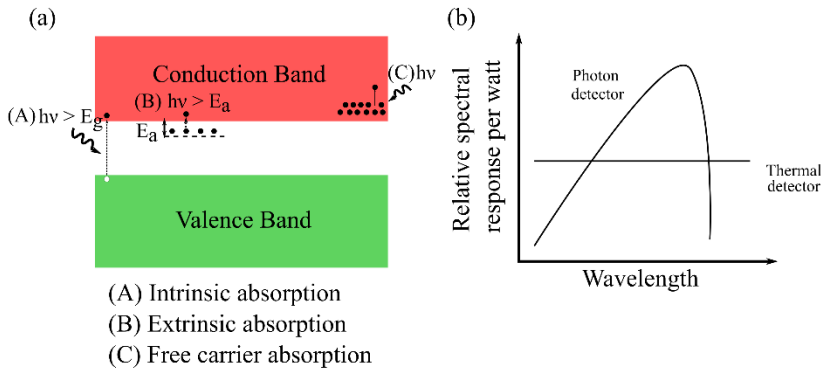 (a)
Conduction Band
(A) hν > Eg
(B) hν > Ea
(C) hν
Ea
Valence Band
(A) Intrinsic absorption
(B) Extrinsic absorption
(C) Free carrier absorption
(b)
Relative spectral
response per watt
Photon
detector
Thermal
detector
Wavelength